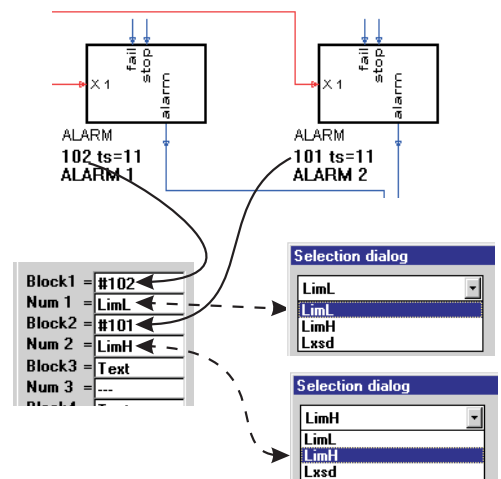 fail
stop
X 1
alarm
ALARM
102 ts=11
ALARM 1
fail
stop
X 1
alarm
ALARM
101 ts=11
ALARM 2
Block1 = #102
Num 1 = LimL
Block2 = #101
Num 2 = LimH
Block3 = Text
Num 3 = ---
Selection dialog
LimL
LimL
LimH
Lxsd
Selection dialog
LimH
LimL
LimH
Lxsd